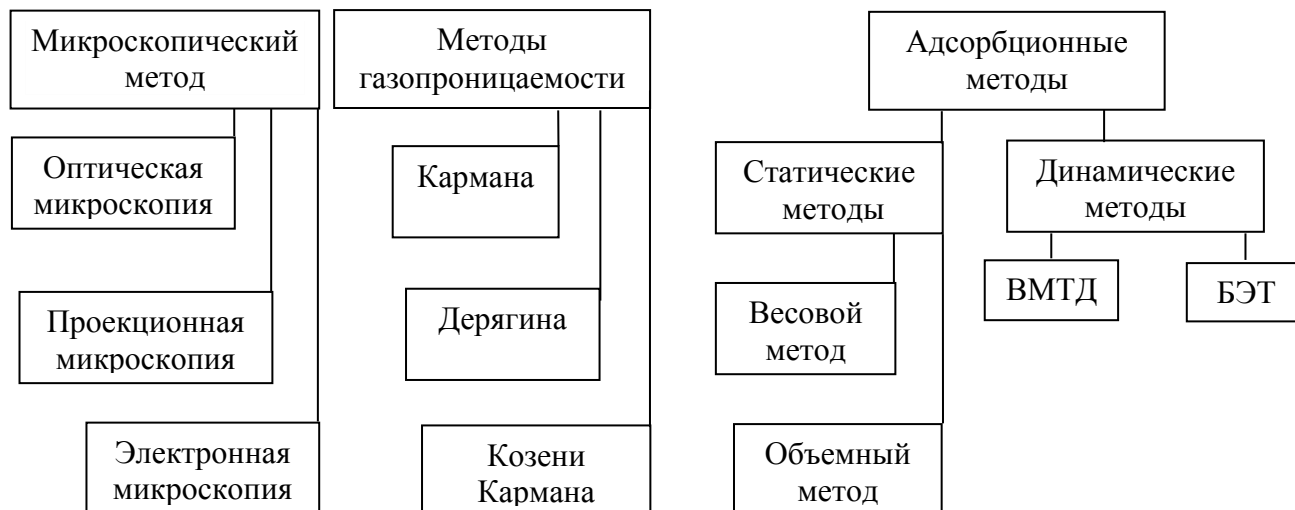 Микроскопический
метод
Методы
газопроницаемости
Адсорбционные
методы
Оптическая
микроскопия
Кармана
Статические
методы
Динамические
методы
Проекционная
микроскопия
Дерягина
Весовой
метод
ВМТД
БЭТ
Электронная
микроскопия
Козени
Кармана
Объемный
метод